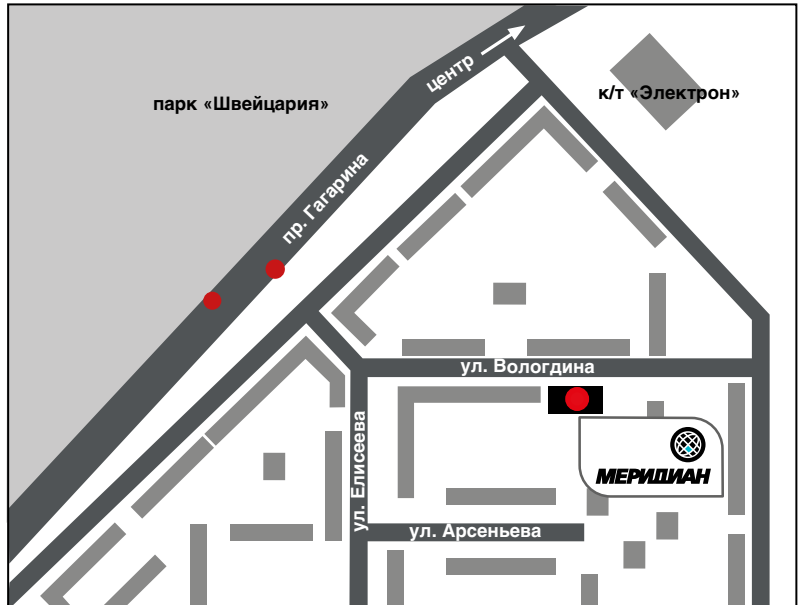 центр
парк «Швейцария»
к/т «Электрон»
пр. Гагарина
ул. Вологдина
ул. Елисеева
МЕРИДИАН
ул. Арсеньева